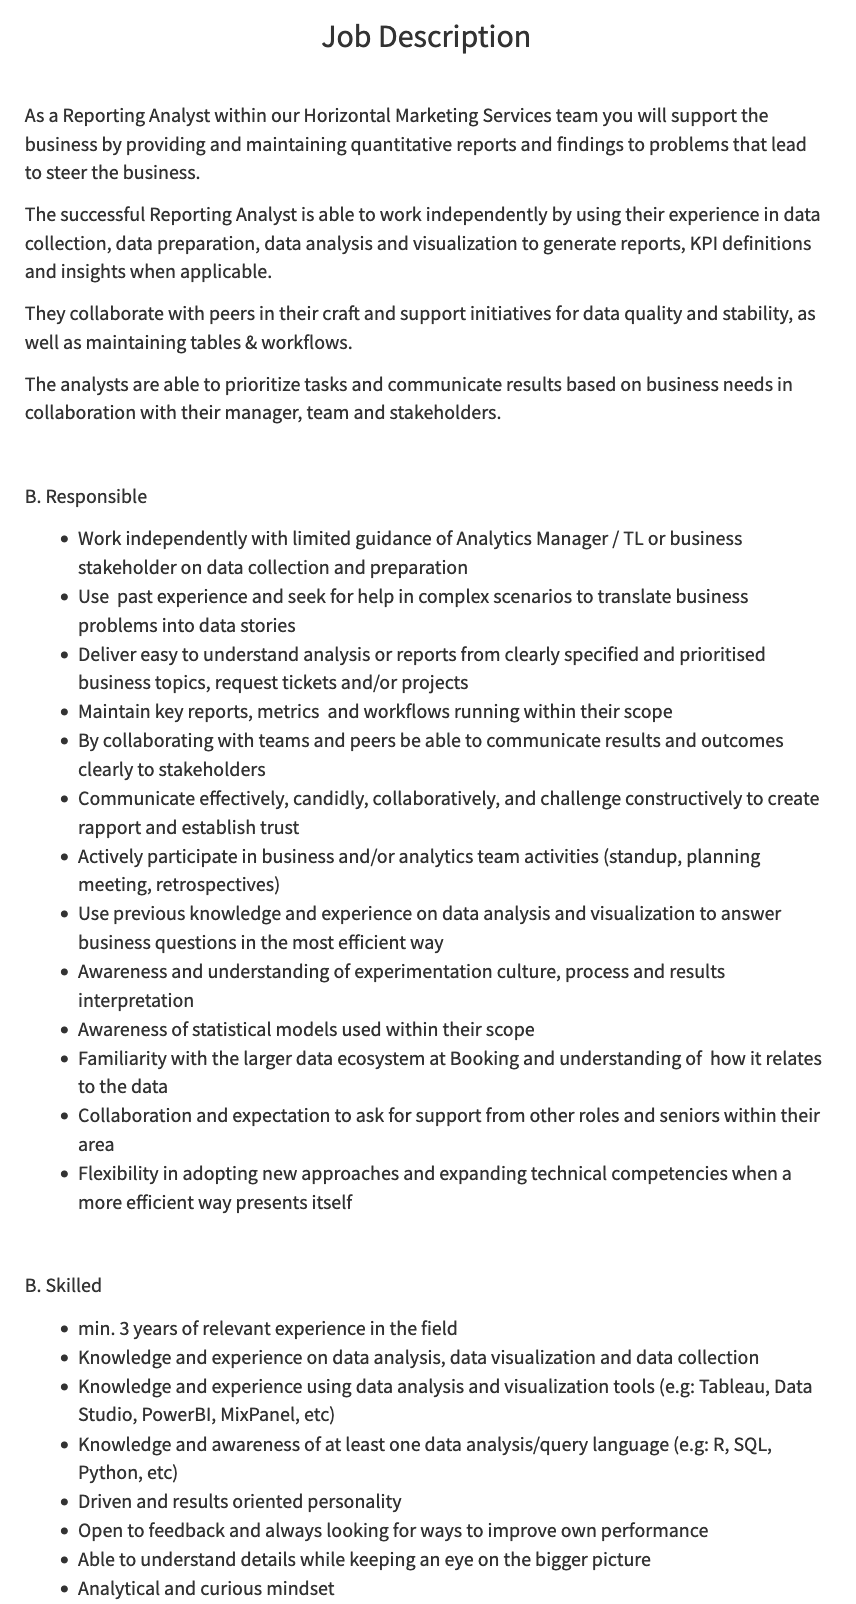 Job Description
As a Reporting Analyst within our Horizontal Marketing Services team you will support the
business by providing and maintaining quantitative reports and findings to problems that lead
to steer the business.
The successful Reporting Analyst is able to work independently by using their experience in data
collection, data preparation, data analysis and visualization to generate reports, KPI definitions
and insights when applicable.
They collaborate with peers in their craft and support initiatives for data quality and stability, as
well as maintaining tables & workflows.
The analysts are able to prioritize tasks and communicate results based on business needs in
collaboration with their manager, team and stakeholders.
B. Responsible
• Work independently with limited guidance of Analytics Manager / TL or business
stakeholder on data collection and preparation
• Use  past experience and seek for help in complex scenarios to translate business
problems into data stories
• Deliver easy to understand analysis or reports from clearly specified and prioritised
business topics, request tickets and/or projects
• Maintain key reports, metrics  and workflows running within their scope
• By collaborating with teams and peers be able to communicate results and outcomes
clearly to stakeholders
• Communicate effectively, candidly, collaboratively, and challenge constructively to create
rapport and establish trust
• Actively participate in business and/or analytics team activities (standup, planning
meeting, retrospectives)
• Use previous knowledge and experience on data analysis and visualization to answer
business questions in the most efficient way
• Awareness and understanding of experimentation culture, process and results
interpretation
• Awareness of statistical models used within their scope
• Familiarity with the larger data ecosystem at Booking and understanding of  how it relates
to the data
• Collaboration and expectation to ask for support from other roles and seniors within their
area
• Flexibility in adopting new approaches and expanding technical competencies when a
more efficient way presents itself
B. Skilled
• min. 3 years of relevant experience in the field
• Knowledge and experience on data analysis, data visualization and data collection
• Knowledge and experience using data analysis and visualization tools (e.g: Tableau, Data
Studio, PowerBI, MixPanel, etc)
• Knowledge and awareness of at least one data analysis/query language (e.g: R, SQL,
Python, etc)
• Driven and results oriented personality
• Open to feedback and always looking for ways to improve own performance
• Able to understand details while keeping an eye on the bigger picture
• Analytical and curious mindset